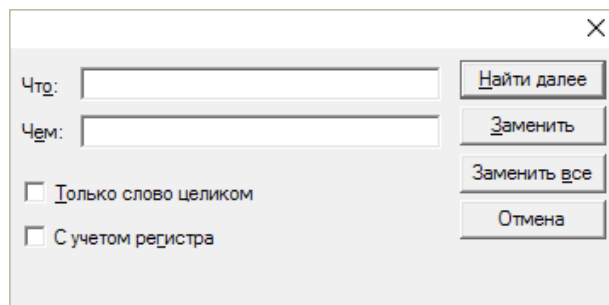 Что:
Найти далее
Чем:
Заменить
Заменить все
Только слово целиком
Отмена
С учетом регистра